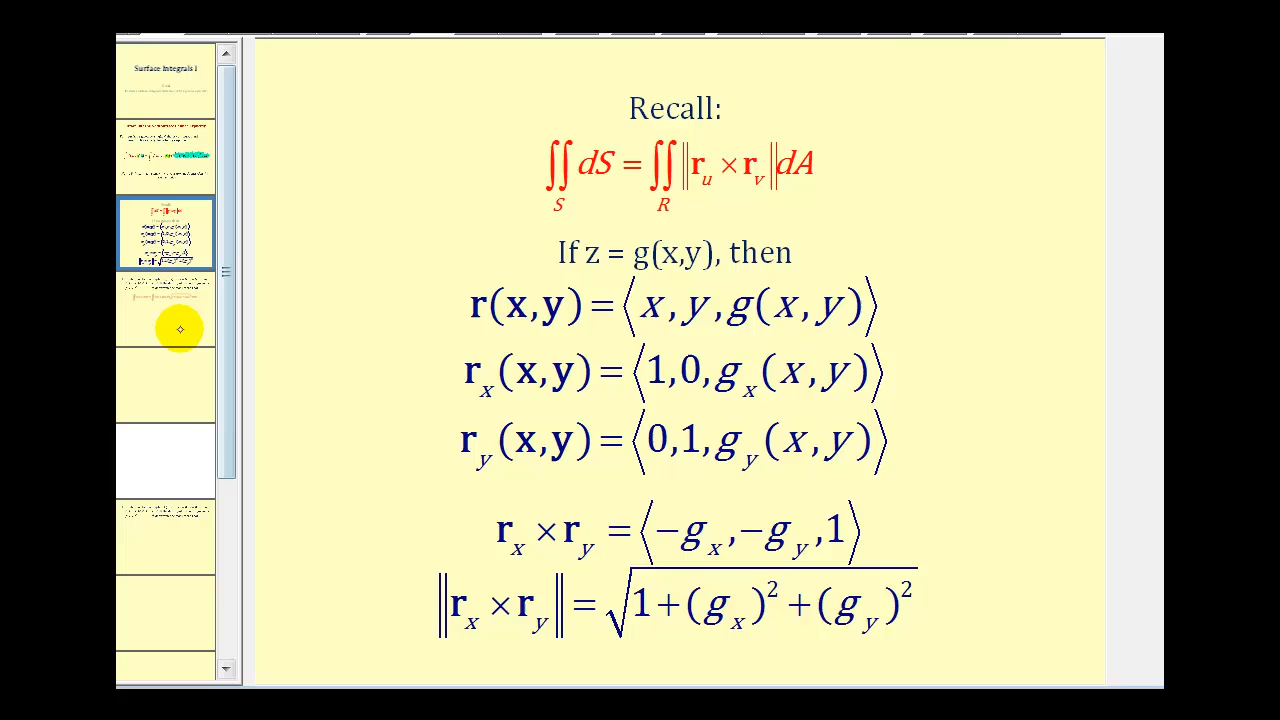 Surface Integrals I
Recall:
∬_S dS = ∬_R ‖r_u × r_v‖ dA
If z = g(x,y), then
r(x,y) = ⟨x, y, g(x, y)⟩
r_x(x,y) = ⟨1,0, g_x(x, y)⟩
r_y(x,y) = ⟨0,1, g_y(x, y)⟩
r_x × r_y = ⟨−g_x, −g_y, 1⟩
‖r_x × r_y‖ = √(1+(g_x)² +(g_y)²)